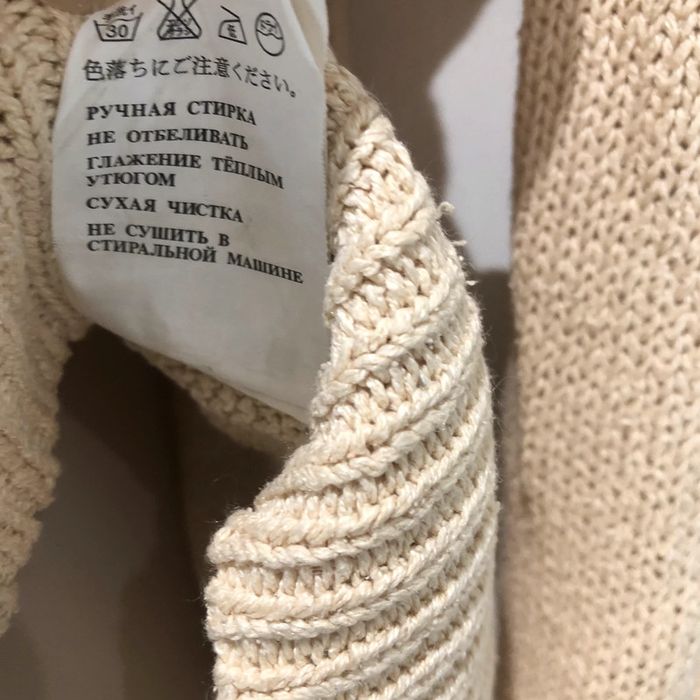 30
色落ちにご注意ください。
РУЧНАЯ СТИРКА
НЕ ОТБЕЛИВАТЬ
ГЛАЖЕНИЕ ТЁПЛЫМ
УТЮГОМ
СУХАЯ ЧИСТКА
НЕ СУШИТЬ В
СТИРАЛЬНОЙ МАШИНЕ